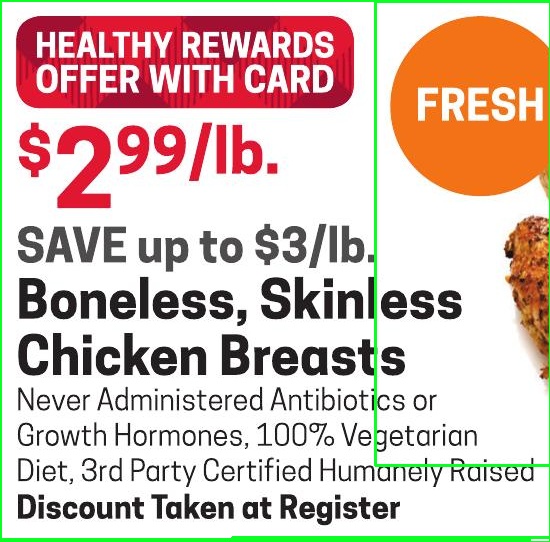 HEALTHY REWARDS
OFFER WITH CARD
FRESH
$2.99/lb.
SAVE up to $3/lb.
Boneless, Skinless
Chicken Breasts
Never Administered Antibiotics or
Growth Hormones, 100% Vegetarian
Diet, 3rd Party Certified Humanely Raised
Discount Taken at Register